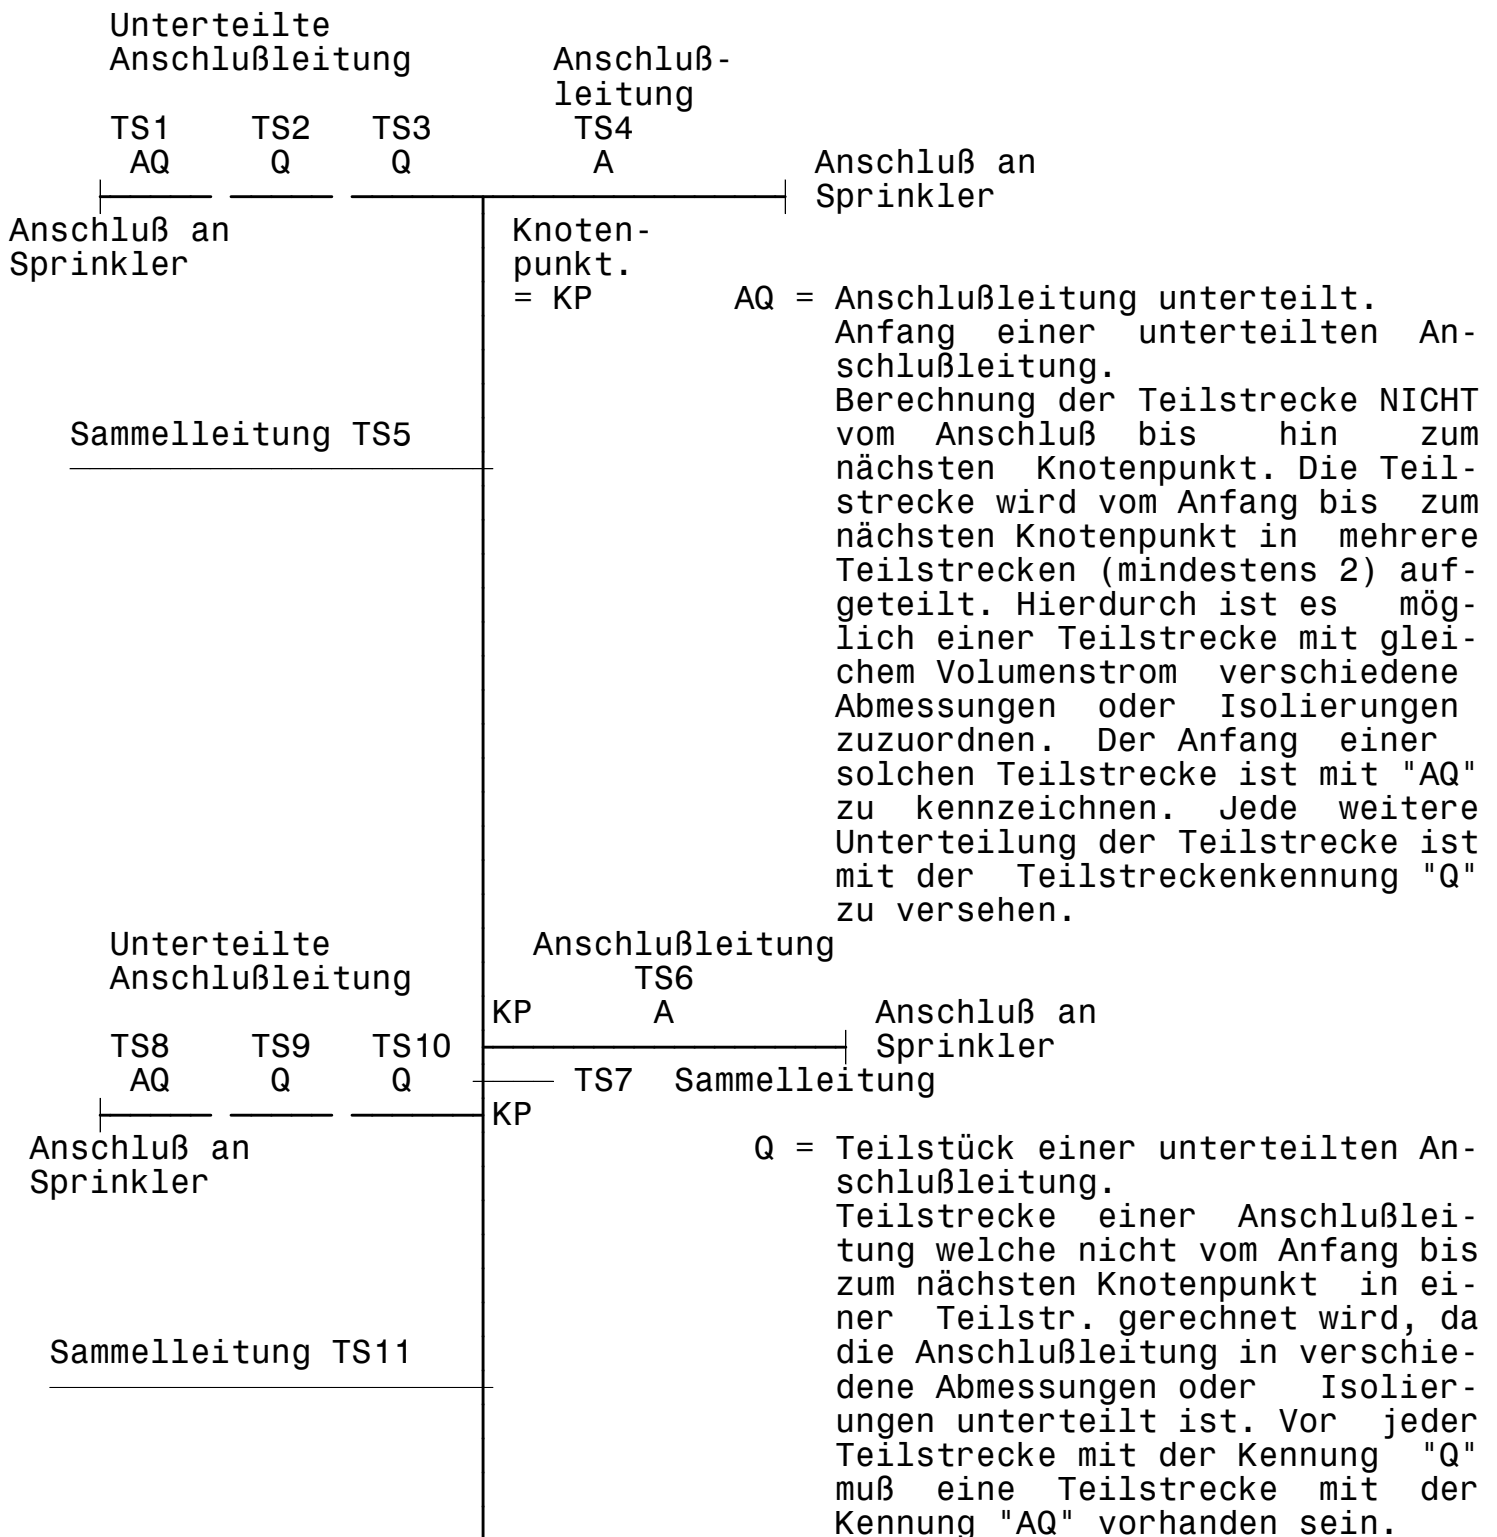 Unterteilte
Anschlußleitung Anschluß-
leitung
TS1 TS2 TS3 TS4
AQ Q Q A Anschluß an
Sprinkler
Anschluß an Knoten-
Sprinkler punkt.
= KP AQ = Anschlußleitung unterteilt.
Anfang einer unterteilten An-
schlußleitung.
Berechnung der Teilstrecke NICHT
Sammelleitung TS5 vom Anschluß bis hin zum
nächsten Knotenpunkt. Die Teil-
strecke wird vom Anfang bis zum
nächsten Knotenpunkt in mehrere
Teilstrecken (mindestens 2) auf-
geteilt. Hierdurch ist es mög-
lich einer Teilstrecke mit glei-
chem Volumenstrom verschiedene
Abmessungen oder Isolierungen
zuzuordnen. Der Anfang einer
solchen Teilstrecke ist mit "AQ"
zu kennzeichnen. Jede weitere
Unterteilung der Teilstrecke ist
mit der Teilstreckenkennung "Q"
zu versehen.
Unterteilte Anschlußleitung
Anschlußleitung TS6
KP A Anschluß an
TS8 TS9 TS10 Sprinkler
AQ Q Q TS7 Sammelleitung
KP
Anschluß an Q = Teilstück einer unterteilten An-
Sprinkler schlußleitung.
Teilstrecke einer Anschlußlei-
tung welche nicht vom Anfang bis
zum nächsten Knotenpunkt in ei-
ner Teilstr. gerechnet wird, da
Sammelleitung TS11 die Anschlußleitung in verschie-
dene Abmessungen oder Isolier-
ungen unterteilt ist. Vor jeder
Teilstrecke mit der Kennung "Q"
muß eine Teilstrecke mit der
Kennung "AQ" vorhanden sein.